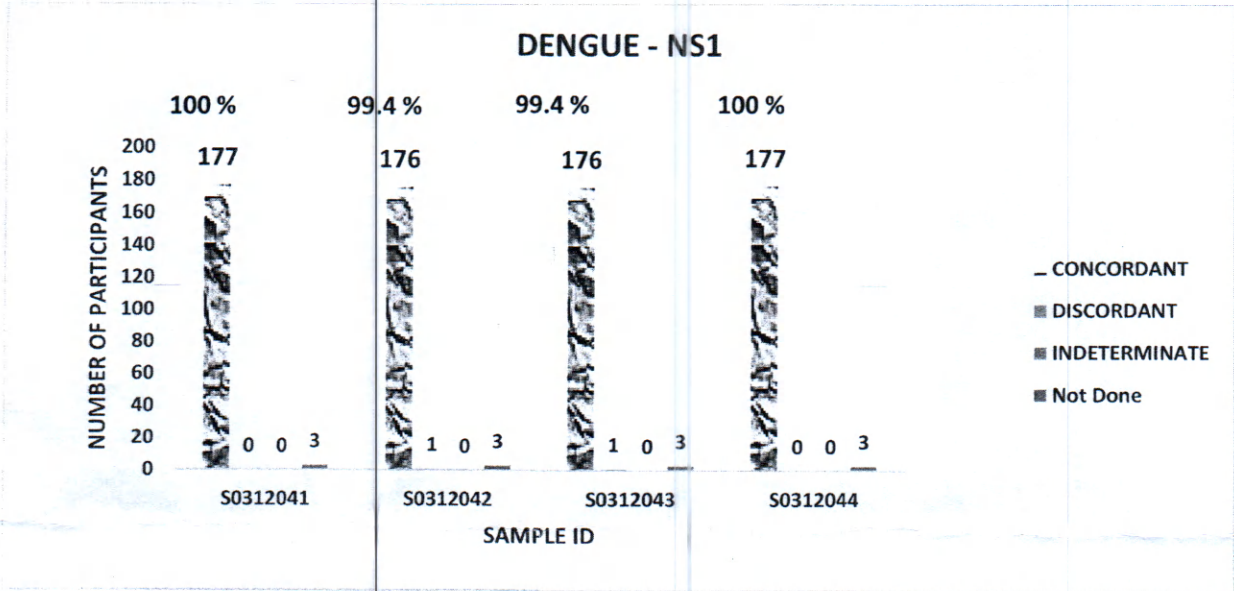 DENGUE - NS1
100 % 99.4 % 99.4 % 100 %
NUMBER OF PARTICIPANTS
200
180
160
140
120
100
80
60
40
20
0
177 0 0 3
176 1 0 3
176 1 0 3
177 0 0 3
S0312041 S0312042 S0312043 S0312044
SAMPLE ID
CONCORDANT
DISCORDANT
INDETERMINATE
Not Done